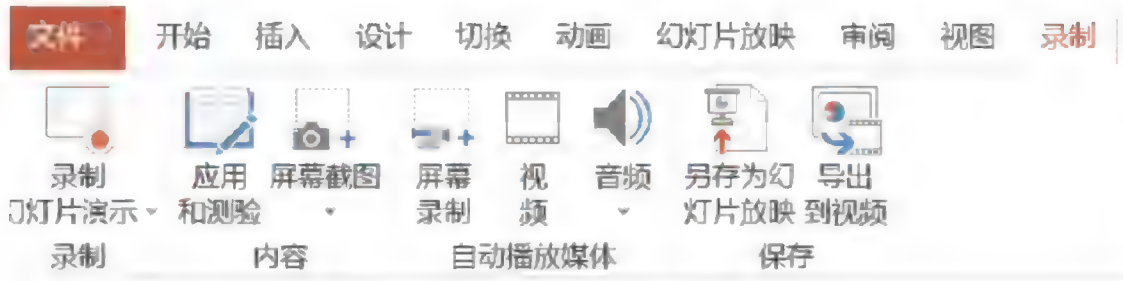 文件 开始 插入 设计 切换 动画 幻灯片放映 审阅 视图 录制
录制 应用 屏幕截图 屏幕 视 音频 另存为幻 导出
幻灯片演示 和测验 录制 频 灯片放映 到视频
录制 内容 自动播放媒体 保存